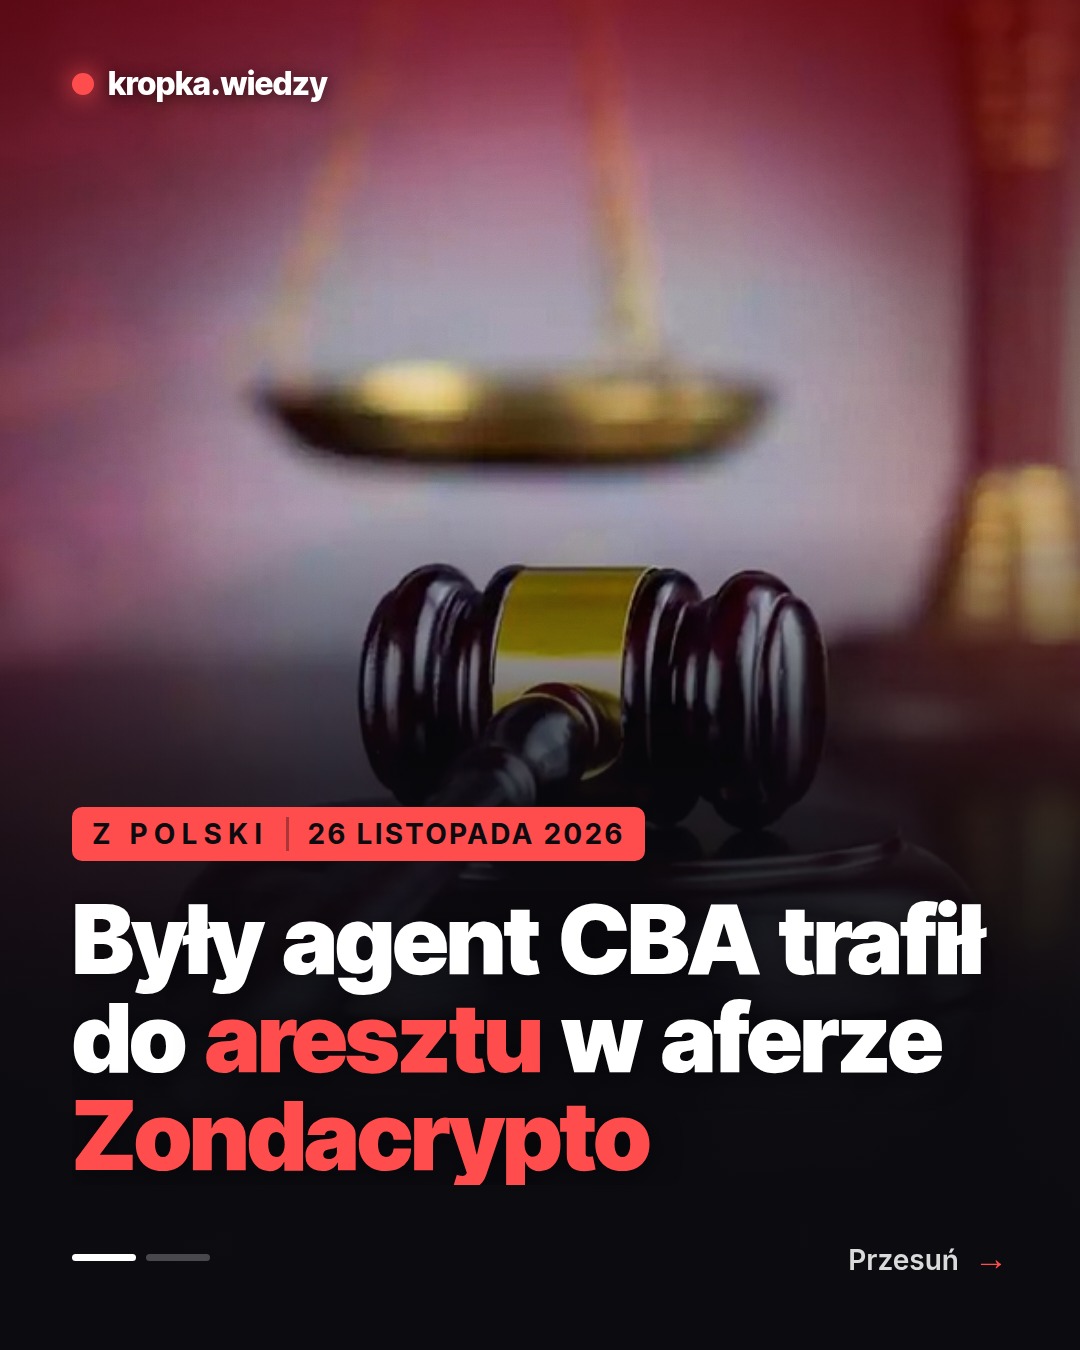 kropka.wiedzy
Z POLSKI | 26 LISTOPADA 2026
Były agent CBA trafił
do aresztu w aferze
Zondacrypto
Przesuń →